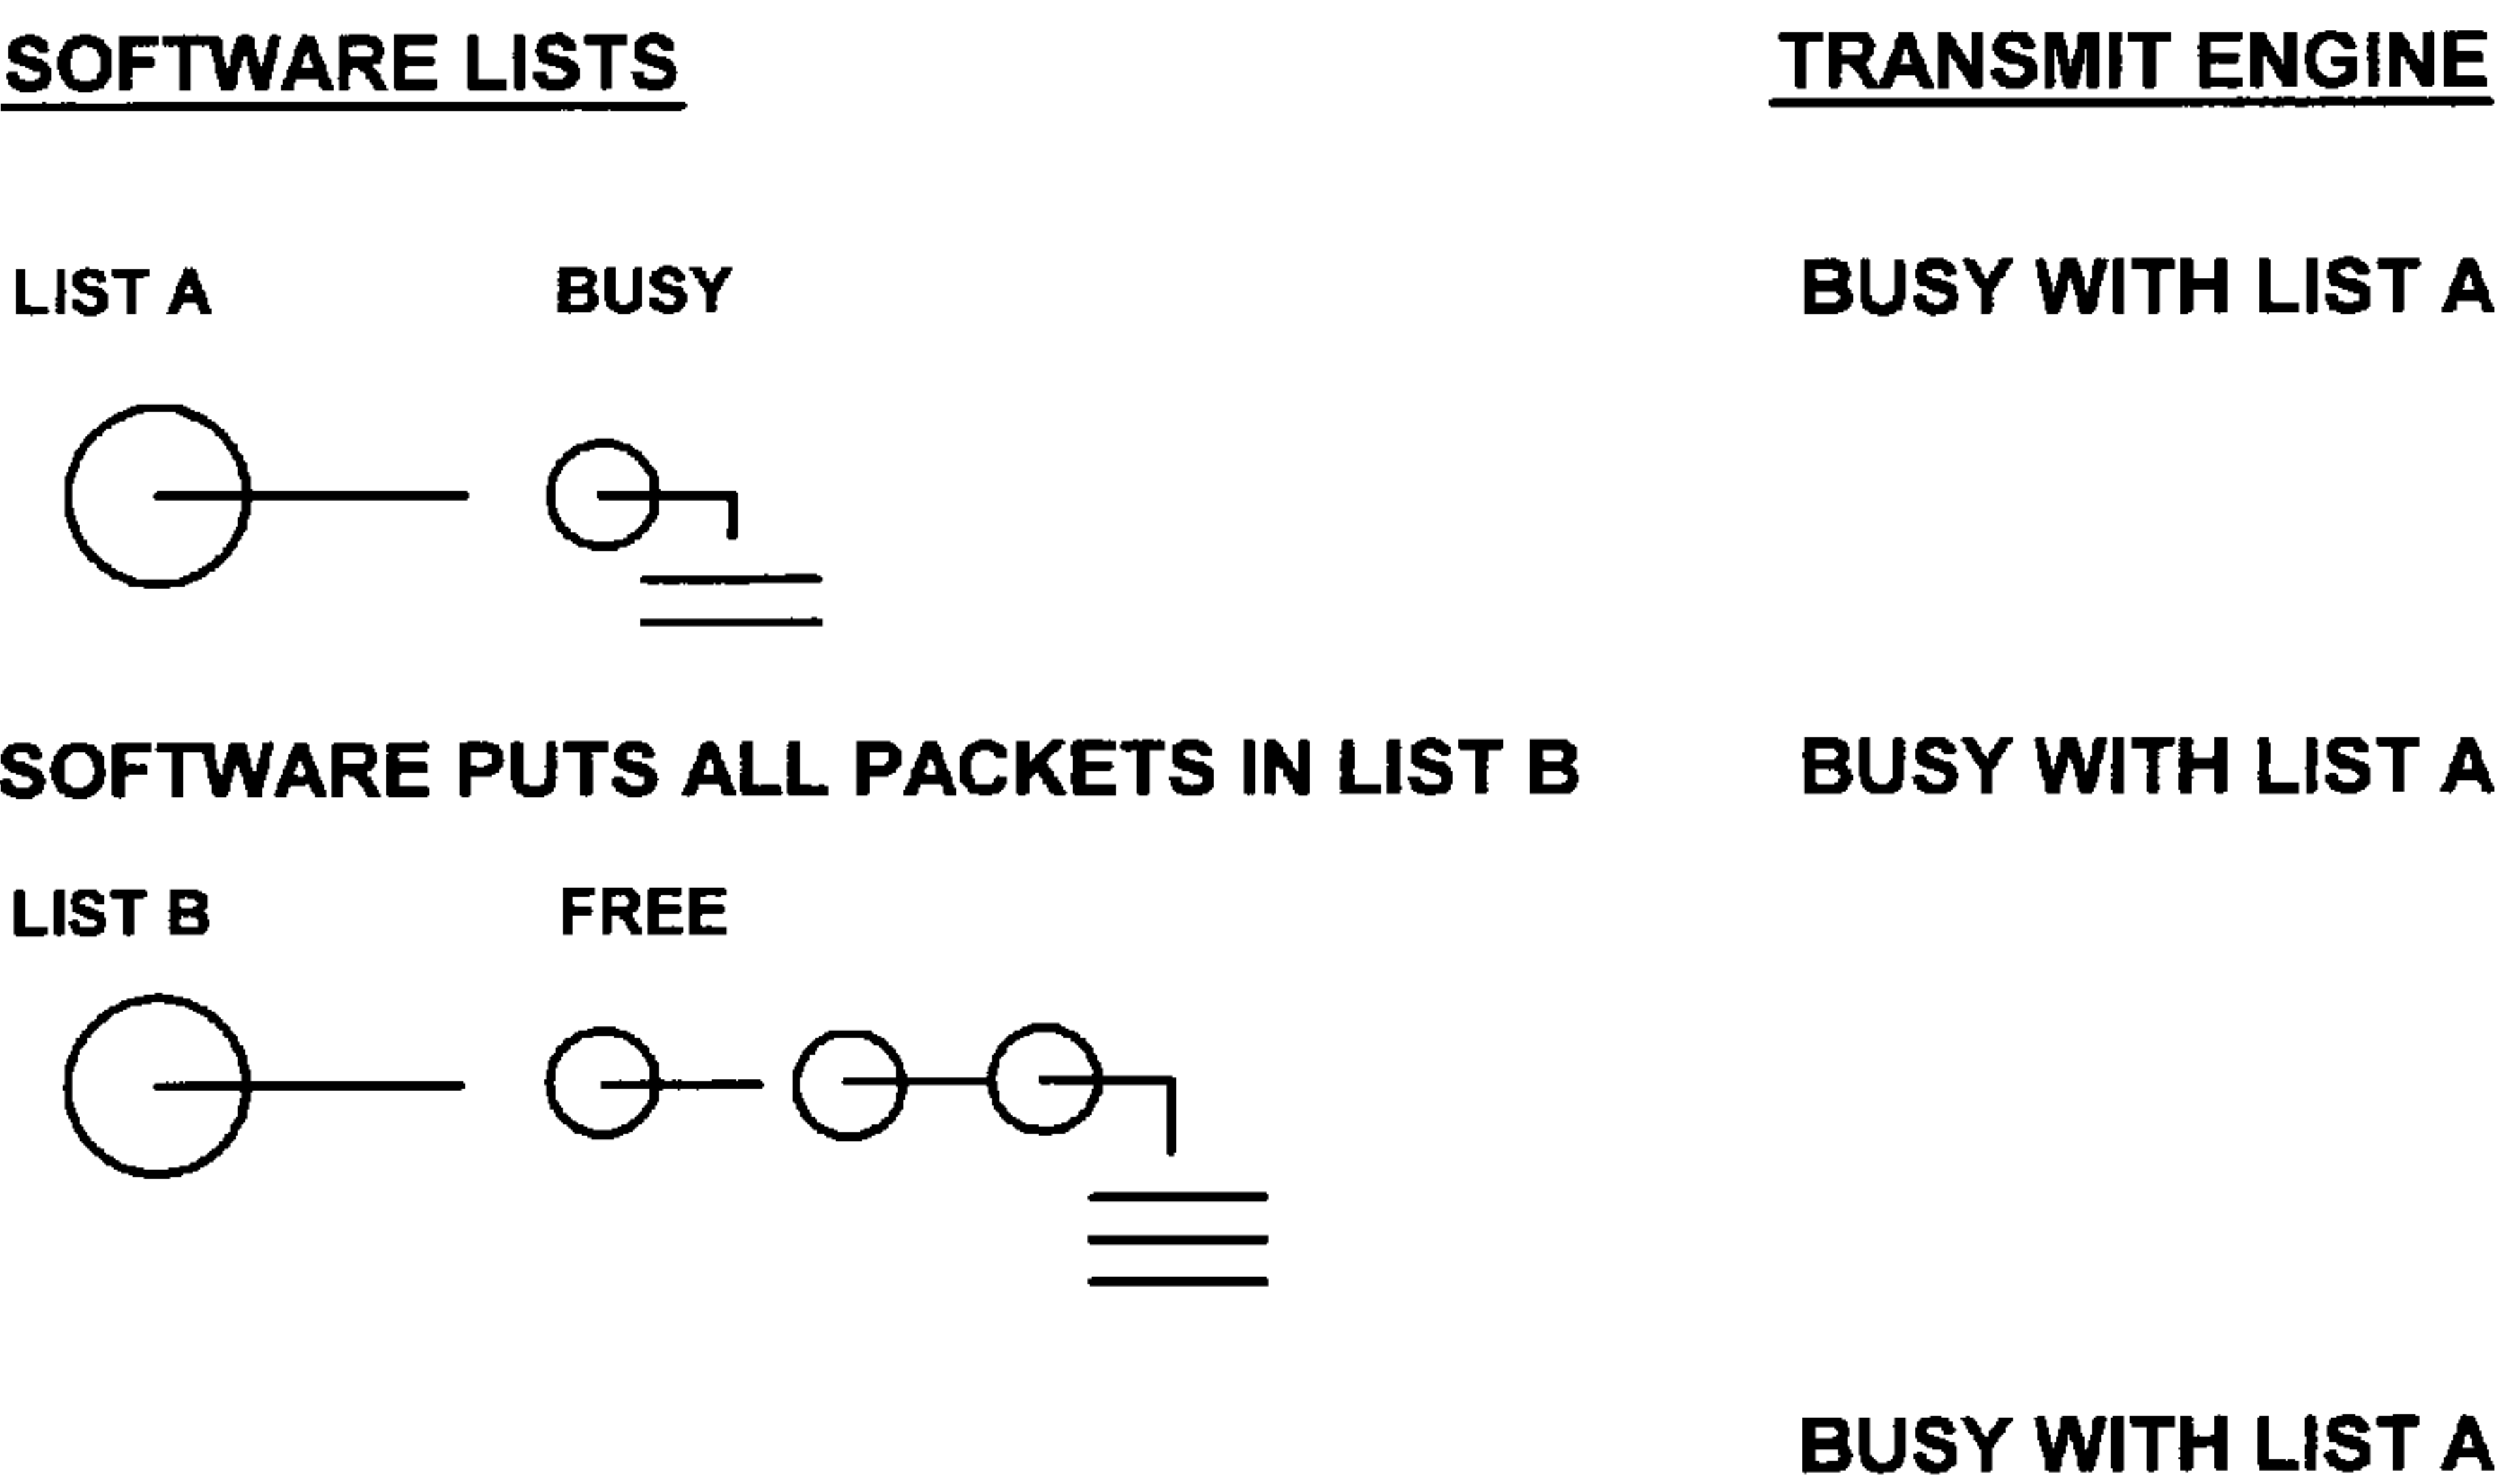 SOFTWARE LISTS TRANSMIT ENGINE
LIST A BUSY BUSY WITH LIST A
SOFTWARE PUTS ALL PACKETS IN LIST B BUSY WITH LIST A
LIST B FREE
BUSY WITH LIST A